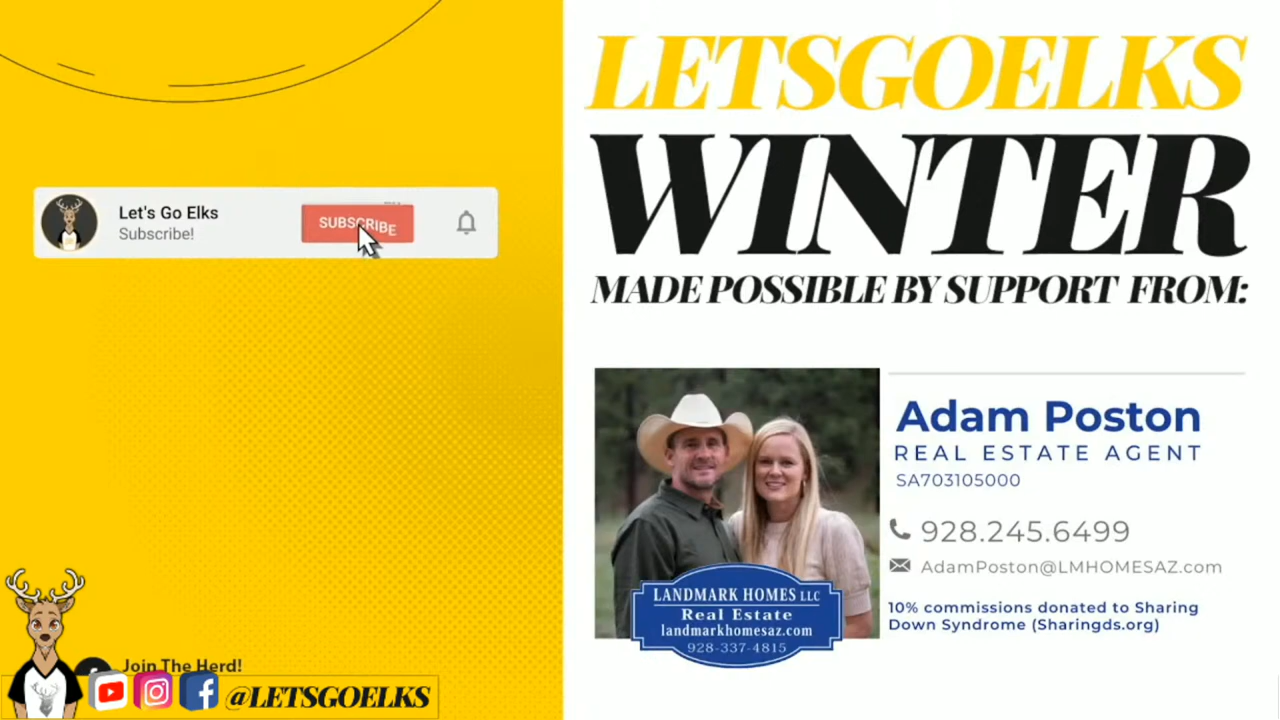 LETSGOELKS
WINTER
MADE POSSIBLE BY SUPPORT FROM:
Let's Go Elks
Subscribe!
SUBSCRIBE
Adam Poston
REAL ESTATE AGENT
SA703105000
928.245.6499
AdamPoston@LMHOMESAZ.com
10% commissions donated to Sharing
Down Syndrome (Sharingds.org)
LANDMARK HOMES LLC
Real Estate
landmarkhomesaz.com
928-337-4815
Join The Herd!
@LETSGOELKS